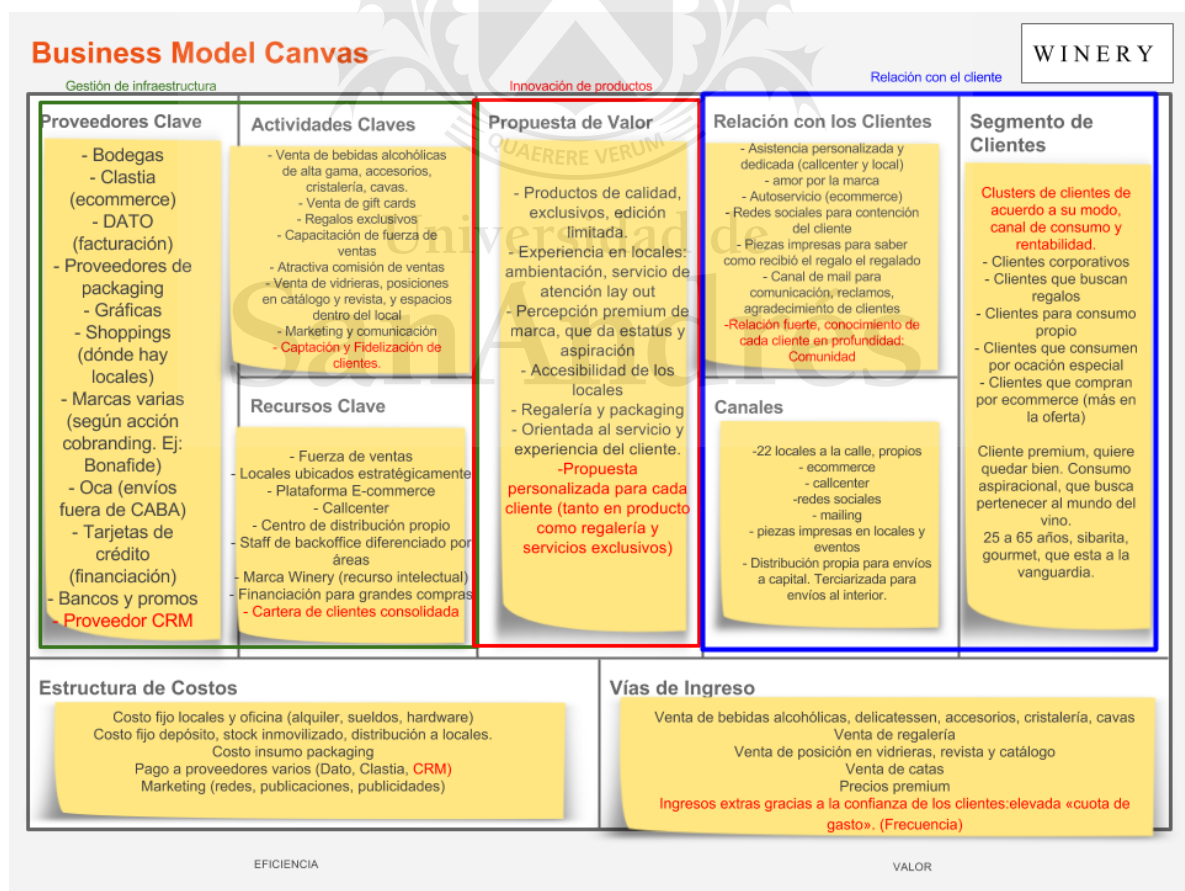 Business Model Canvas
WINERY
Gestión de infraestructura
Innovación de productos
Relación con el cliente
Proveedores Clave
- Bodegas
- Clastia
(ecommerce)
- DATO
(facturación)
- Proveedores de
packaging
- Gráficas
- Shoppings
(dónde hay
locales)
- Marcas varias
(según acción
cobranding. Ej:
Bonafide)
- Oca (envíos
fuera de CABA)
- Tarjetas de
crédito
(financiación)
- Bancos y promos
- Proveedor CRM
Actividades Claves
- Venta de bebidas alcohólicas
de alta gama, accesorios,
cristalería, cavas.
- Venta de gift cards
- Regalos exclusivos
- Capacitación de fuerza de
ventas
- Atractiva comisión de ventas
- Venta de vidrieras, posiciones
en catálogo y revista, y espacios
dentro del local
- Marketing y comunicación
- Captación y Fidelización de
clientes.
Recursos Clave
- Fuerza de ventas
- Locales ubicados estratégicamente
- Plataforma E-commerce
- Callcenter
- Centro de distribución propio
- Staff de backoffice diferenciado por
áreas
- Marca Winery (recurso intelectual)
- Financiación para grandes compras
- Cartera de clientes consolidada
Propuesta de Valor
- Productos de calidad,
exclusivos, edición
limitada.
- Experiencia en locales:
ambientación, servicio de
atención lay out
- Percepción premium de
marca, que da estatus y
aspiración
- Accesibilidad de los
locales
- Regalería y packaging
- Orientada al servicio y
experiencia del cliente.
-Propuesta
personalizada para cada
cliente (tanto en producto
como regalería y
servicios exclusivos)
Relación con los Clientes
- Asistencia personalizada y
dedicada (callcenter y local)
- amor por la marca
- Autoservicio (ecommerce)
- Redes sociales para contención
del cliente
- Piezas impresas para saber
como recibió el regalo el regalado
- Canal de mail para
comunicación, reclamos,
agradecimiento de clientes
-Relación fuerte, conocimiento de
cada cliente en profundidad:
Comunidad
Canales
-22 locales a la calle, propios
- ecommerce
- callcenter
-redes sociales
- mailing
- piezas impresas en locales y
eventos
- Distribución propia para envíos
a capital. Terciarizada para
envíos al interior.
Segmento de
Clientes
Clusters de clientes de
acuerdo a su modo,
canal de consumo y
rentabilidad.
- Clientes corporativos
- Clientes que buscan
regalos
- Clientes para consumo
propio
- Clientes que consumen
por ocación especial
- Clientes que compran
por ecommerce (más en
la oferta)
Cliente premium, quiere
quedar bien. Consumo
aspiracional, que busca
pertenecer al mundo del
vino.
25 a 65 años, sibarita,
gourmet, que esta a la
vanguardia.
Estructura de Costos
Costo fijo locales y oficina (alquiler, sueldos, hardware)
Costo fijo depósito, stock inmovilizado, distribución a locales.
Costo insumo packaging
Pago a proveedores varios (Dato, Clastia, CRM)
Marketing (redes, publicaciones, publicidades)
Vías de Ingreso
Venta de bebidas alcohólicas, delicatessen, accesorios, cristalería, cavas
Venta de regalería
Venta de posición en vidrieras, revista y catálogo
Venta de catas
Precios premium
Ingresos extras gracias a la confianza de los clientes:elevada «cuota de
gasto». (Frecuencia)
EFICIENCIA
VALOR
QUAERERE VERUM
Universidad de
SanAndrés